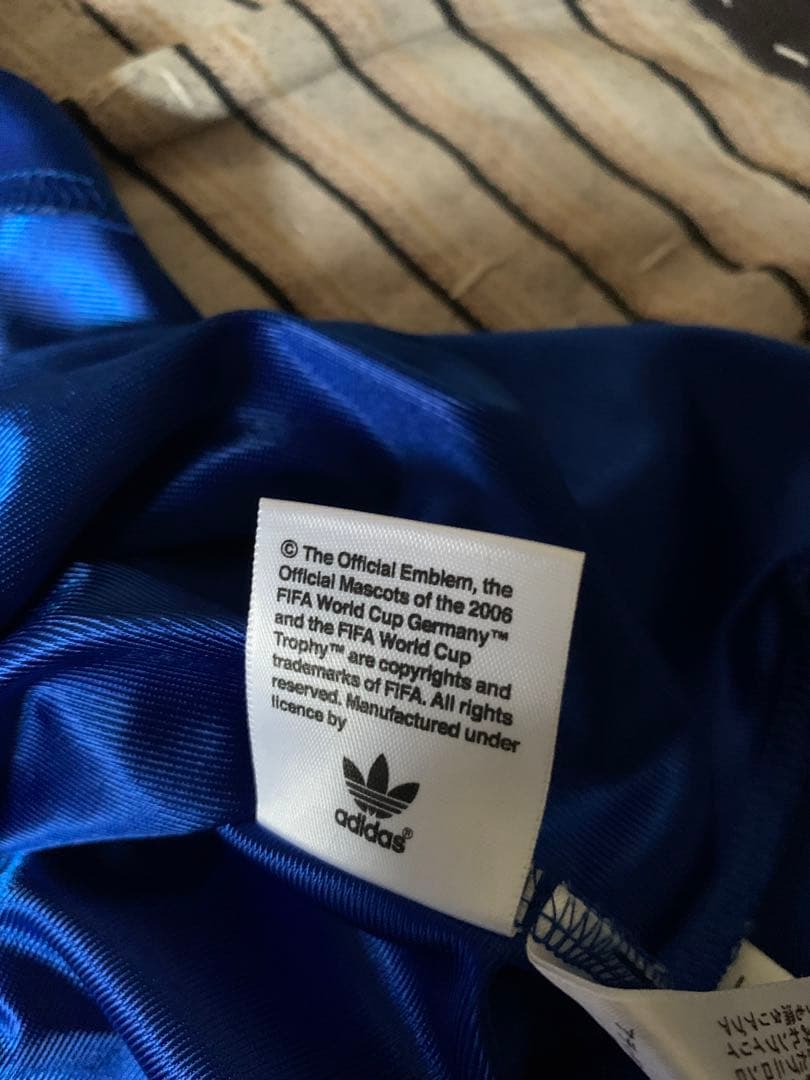 © The Official Emblem, the
Official Mascots of the 2006
FIFA World Cup Germany™
and the FIFA World Cup
Trophy™ are copyrights and
trademarks of FIFA. All rights
reserved. Manufactured under
licence by
adidas®